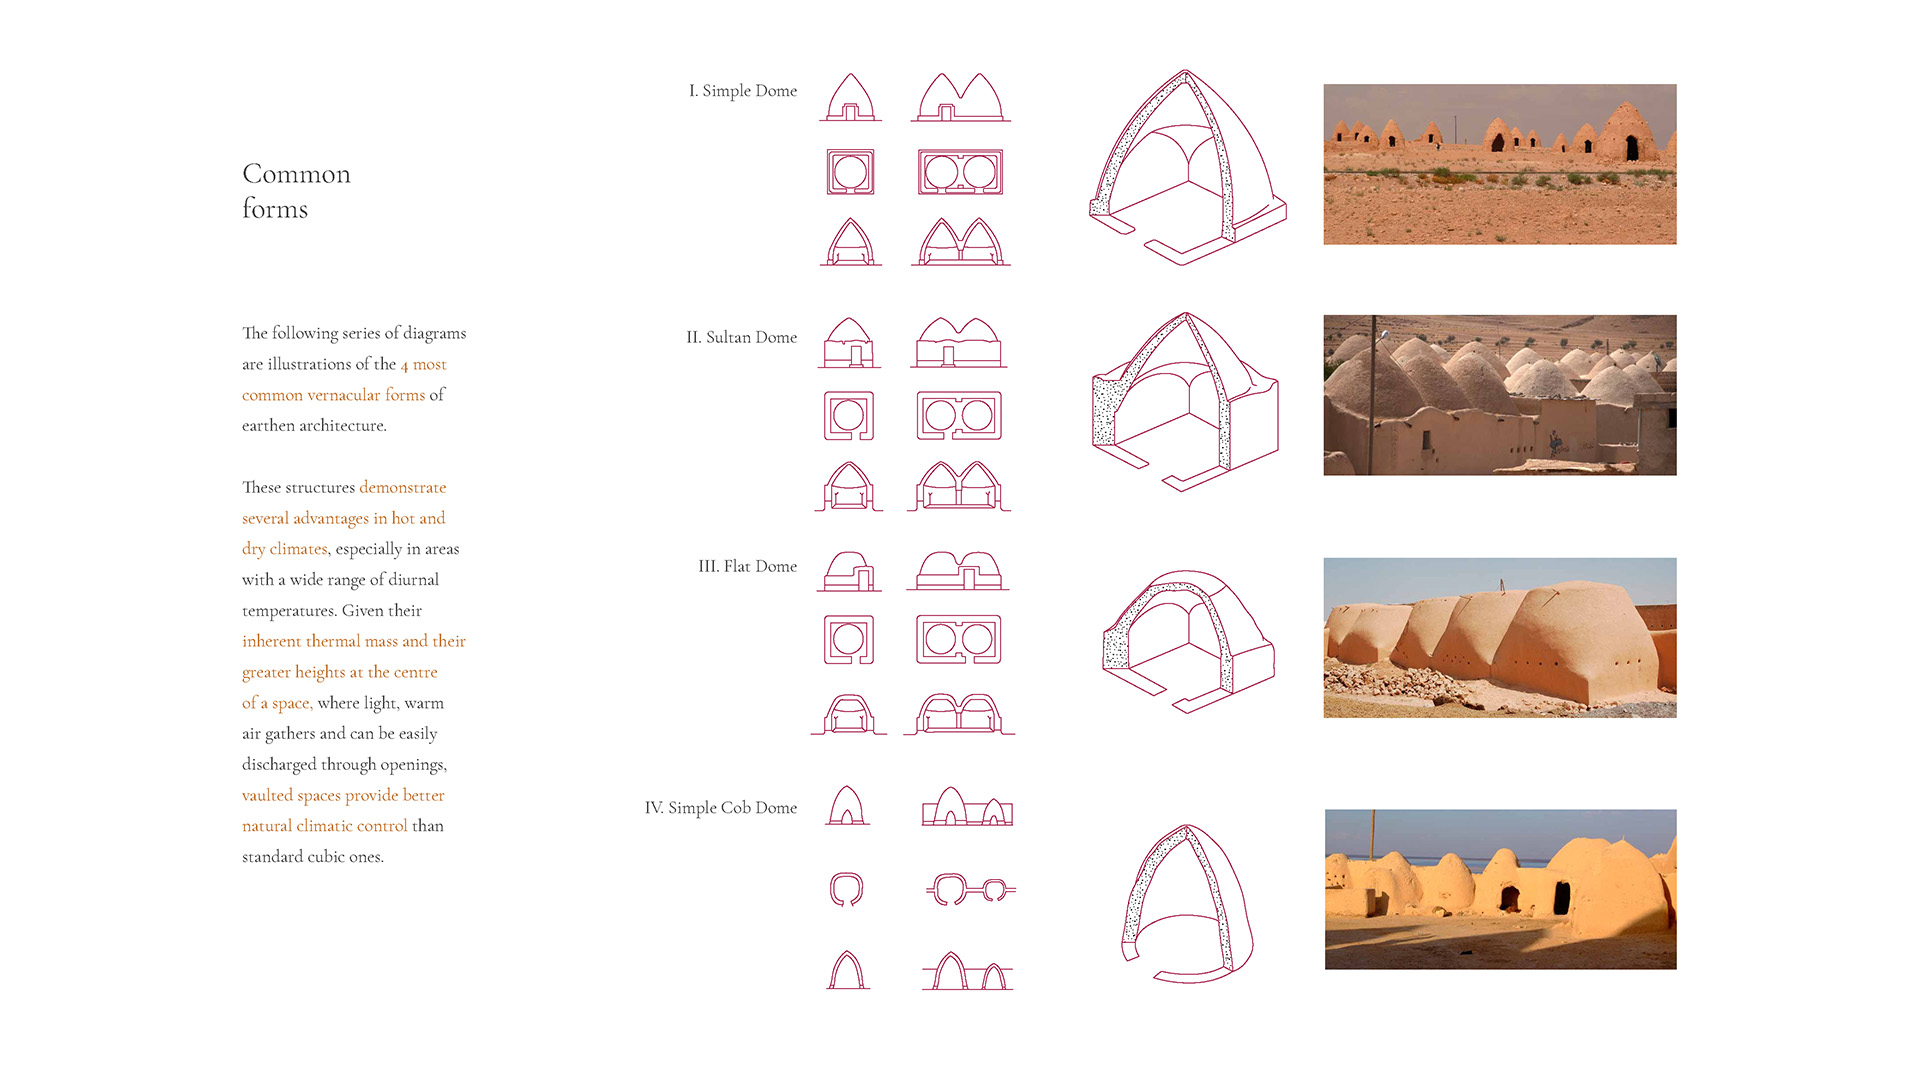 Common
forms
The following series of diagrams
are illustrations of the 4 most
common vernacular forms of
earthen architecture.
These structures demonstrate
several advantages in hot and
dry climates, especially in areas
with a wide range of diurnal
temperatures. Given their
inherent thermal mass and their
greater heights at the centre
of a space, where light, warm
air gathers and can be easily
discharged through openings,
vaulted spaces provide better
natural climatic control than
standard cubic ones.
I. Simple Dome
II. Sultan Dome
III. Flat Dome
IV. Simple Cob Dome